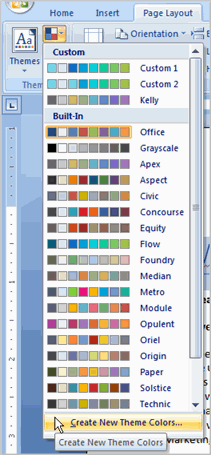 Home Insert Page Layout
Aa
Themes
Orientation
Custom
Custom 1
Custom 2
Kelly
Built-In
Office
Grayscale
Apex
Aspect
Civic
Concourse
Equity
Flow
Foundry
Median
Metro
Module
Opulent
Oriel
Origin
Paper
Solstice
Technic
Create New Theme Colors...
Create New Theme Colors